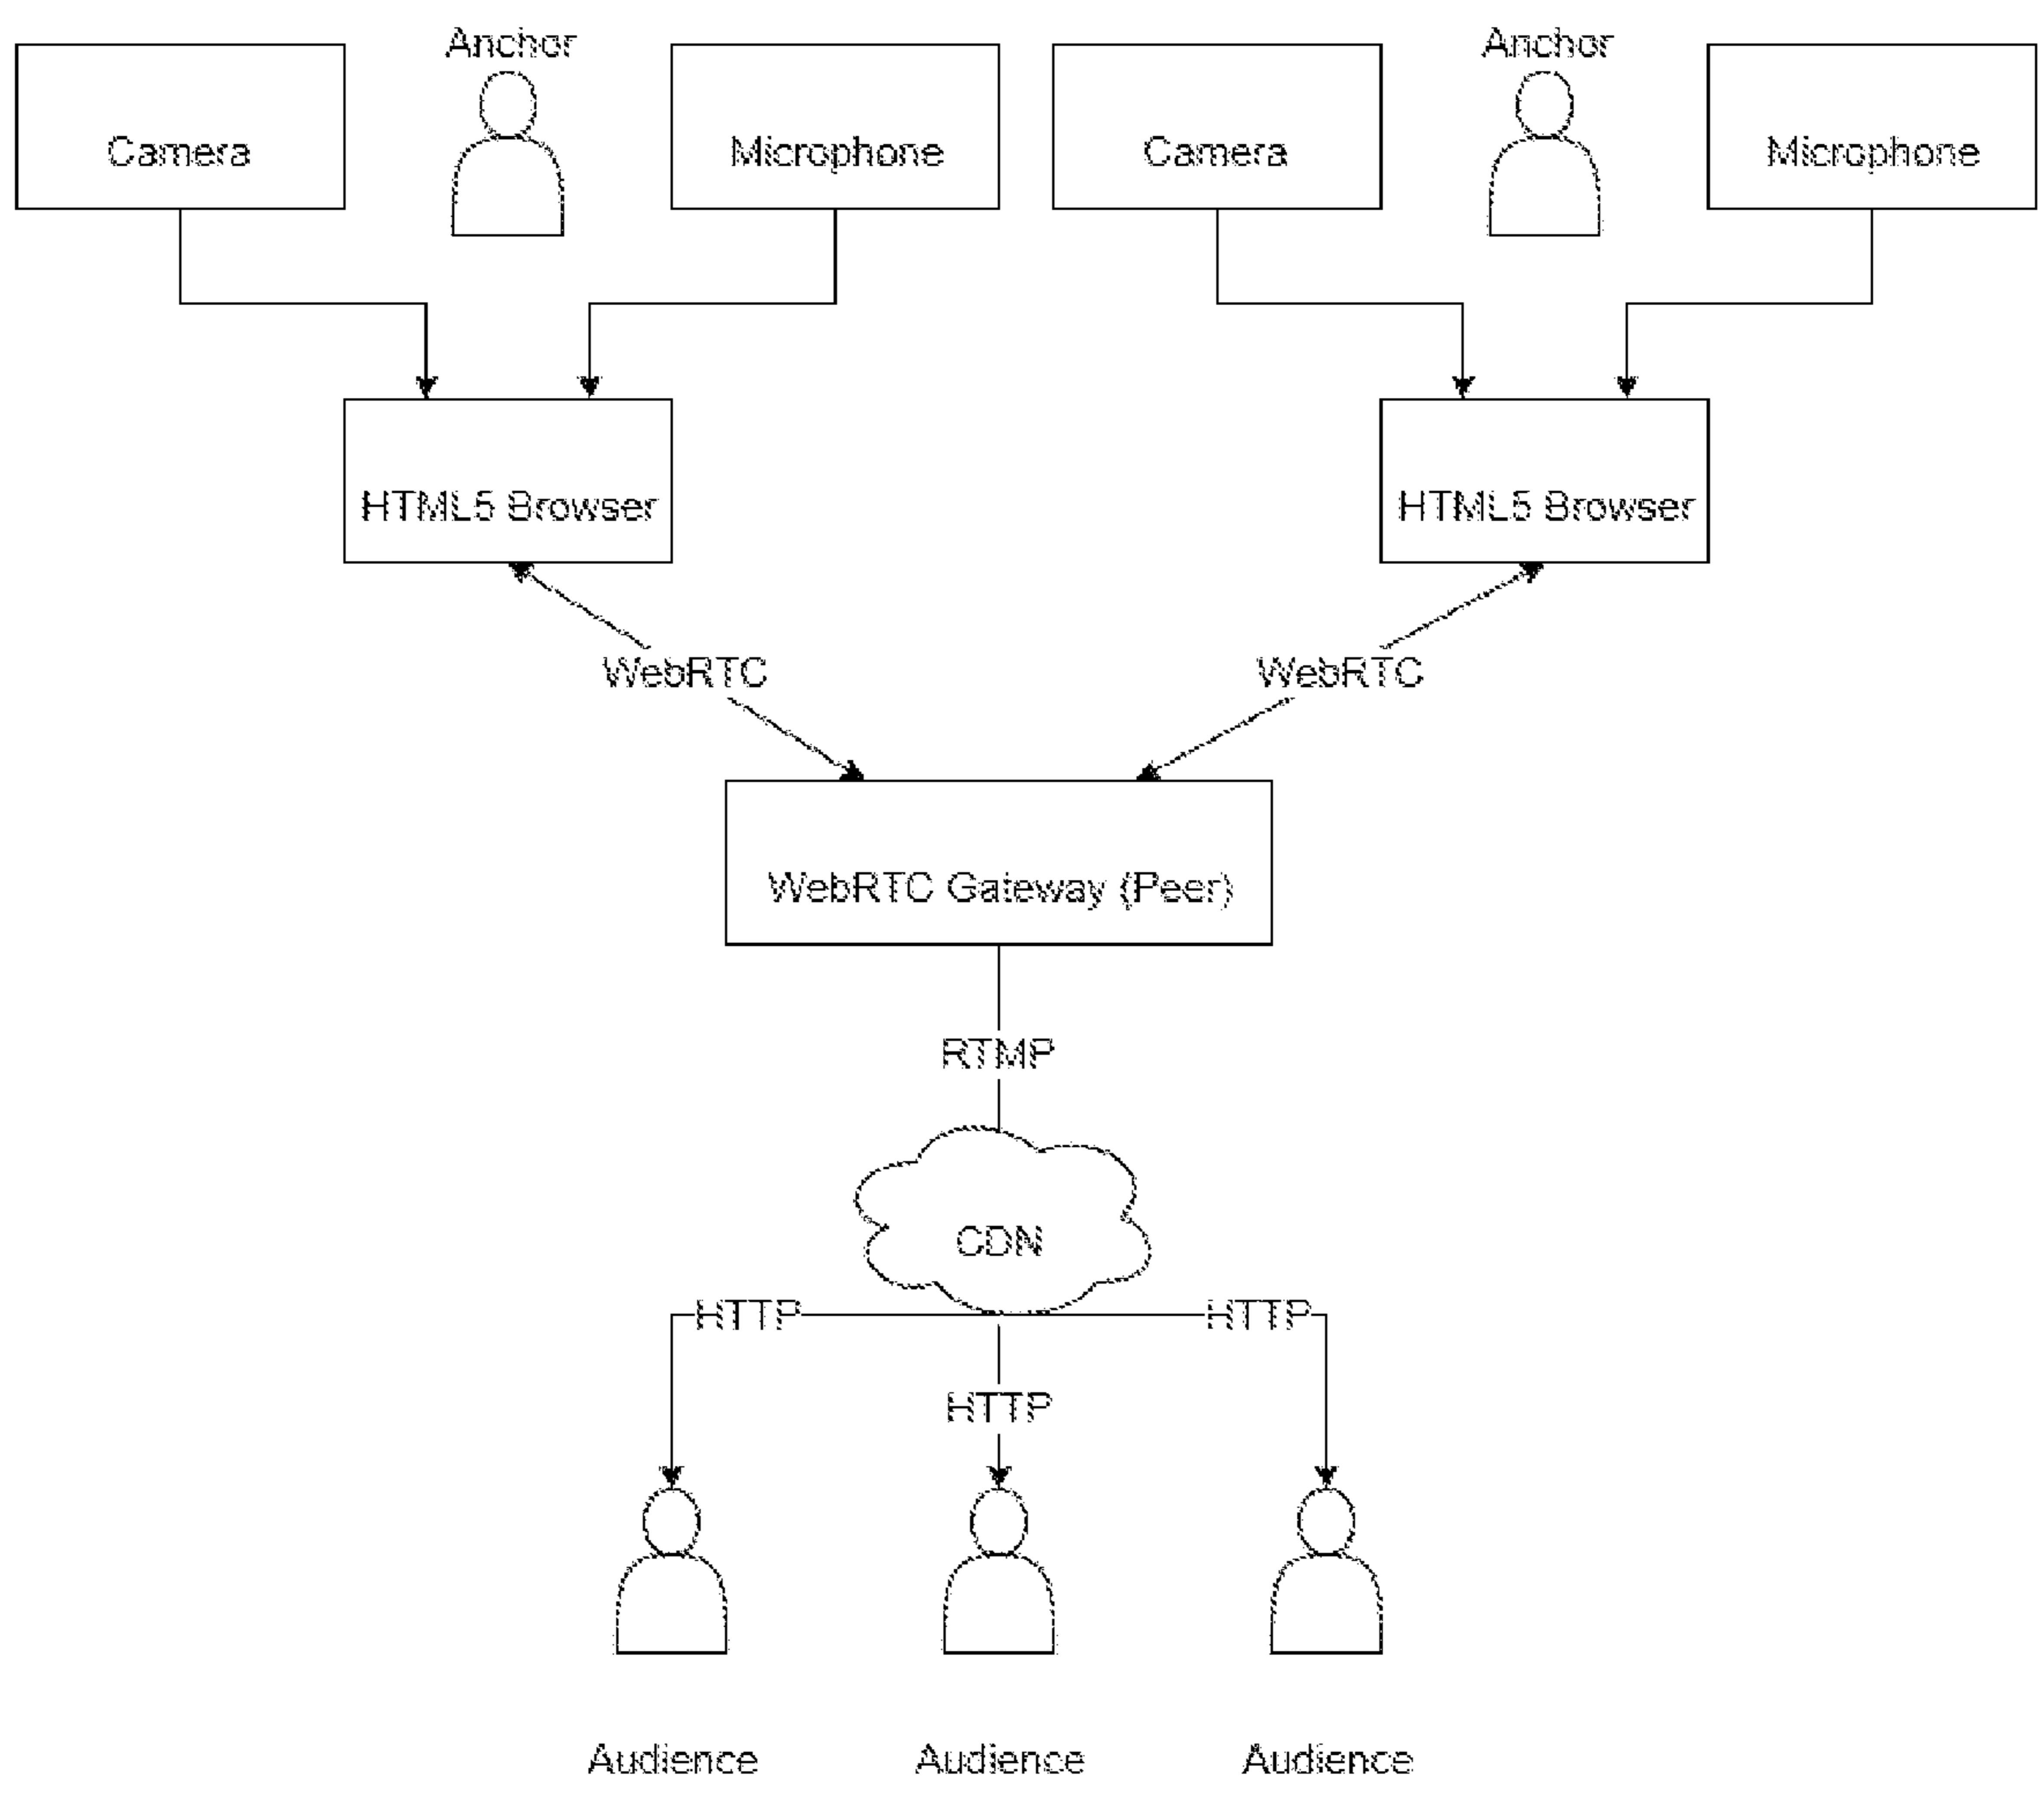 Anchor
Anchor
Camera
Microphone
Camera
Microphone
HTML5 Browser
HTML5 Browser
WebRTC
WebRTC
WebRTC Gateway (Peer)
RTMP
CDN
HTTP
HTTP
HTTP
Audience
Audience
Audience